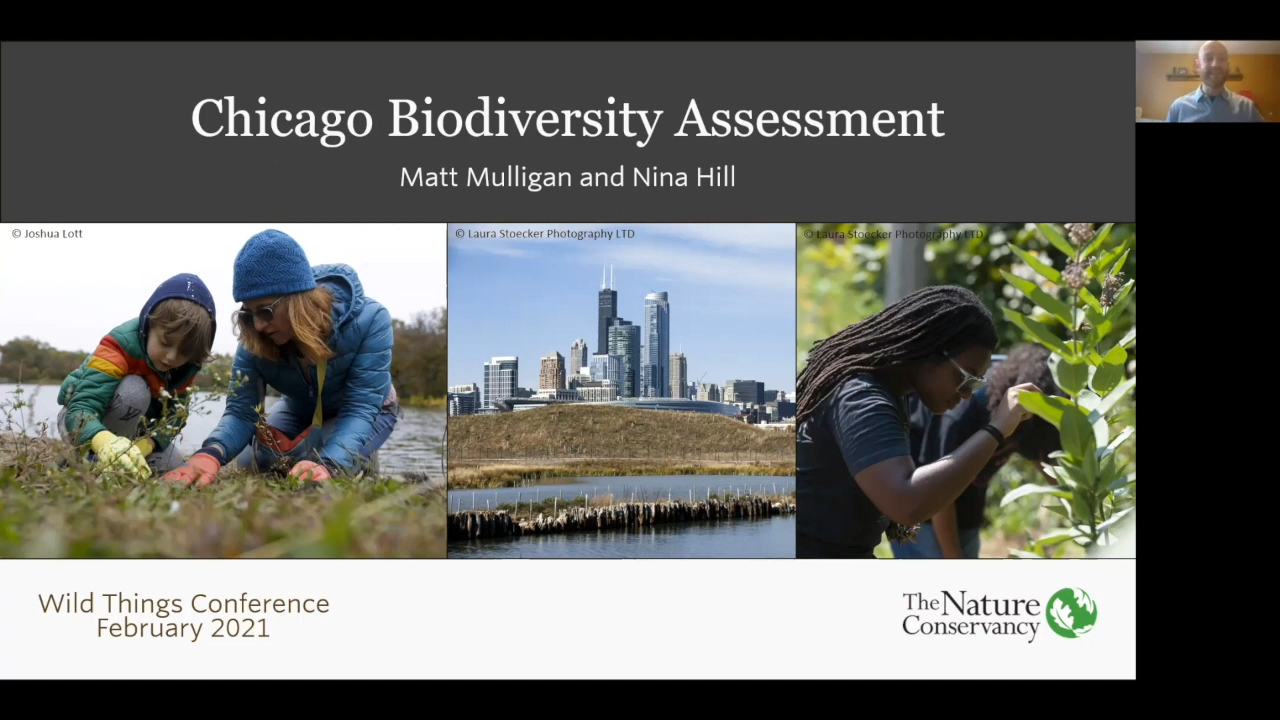 Chicago Biodiversity Assessment
Matt Mulligan and Nina Hill
© Joshua Lott
© Laura Stoecker Photography LTD
© Laura Stoecker Photography LTD
Wild Things Conference
February 2021
The Nature
Conservancy